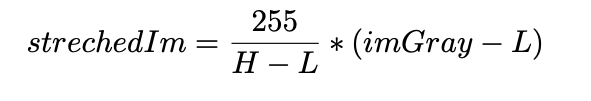 strechedIm = 255 / (H − L) * (imGray − L)